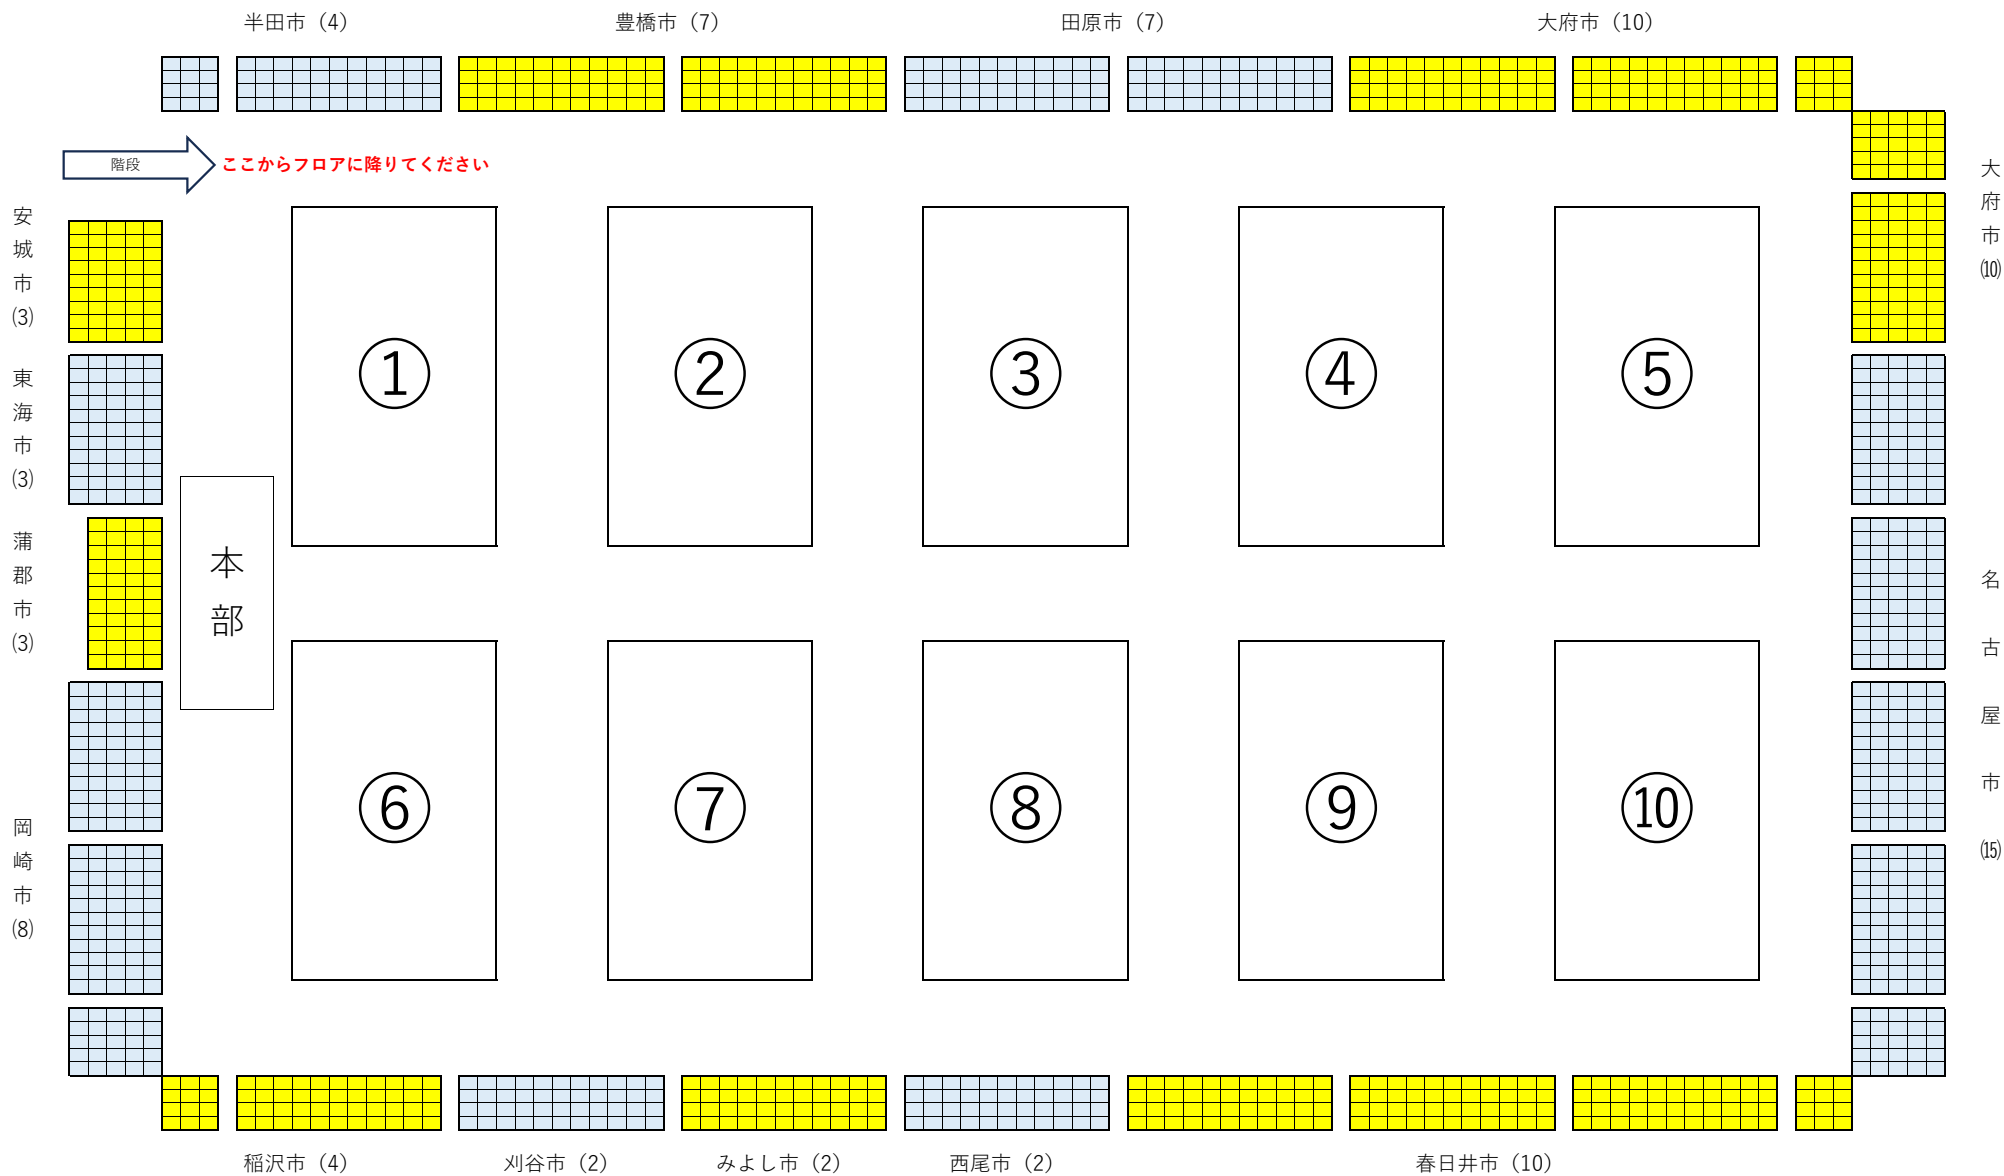 半田市（4）
豊橋市（7）
田原市（7）
大府市（10）
階段
ここからフロアに降りてください
安城市(3)
東海市(3)
蒲郡市(3)
岡崎市(8)
本部
①
②
③
④
⑤
⑥
⑦
⑧
⑨
⑩
大府市(10)
名古屋市(15)
稲沢市（4）
刈谷市（2）
みよし市（2）
西尾市（2）
春日井市（10）